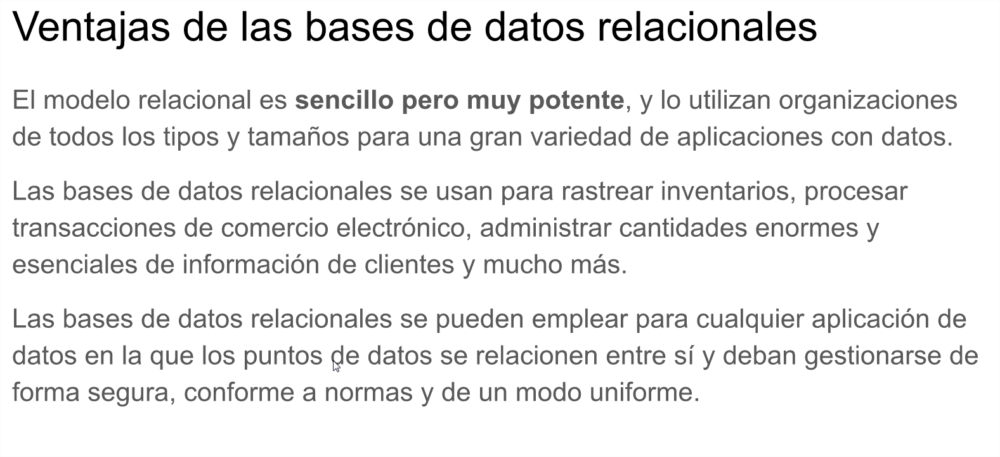 Ventajas de las bases de datos relacionales
El modelo relacional es sencillo pero muy potente, y lo utilizan organizaciones
de todos los tipos y tamaños para una gran variedad de aplicaciones con datos.
Las bases de datos relacionales se usan para rastrear inventarios, procesar
transacciones de comercio electrónico, administrar cantidades enormes y
esenciales de información de clientes y mucho más.
Las bases de datos relacionales se pueden emplear para cualquier aplicación de
datos en la que los puntos de datos se relacionen entre sí y deban gestionarse de
forma segura, conforme a normas y de un modo uniforme.